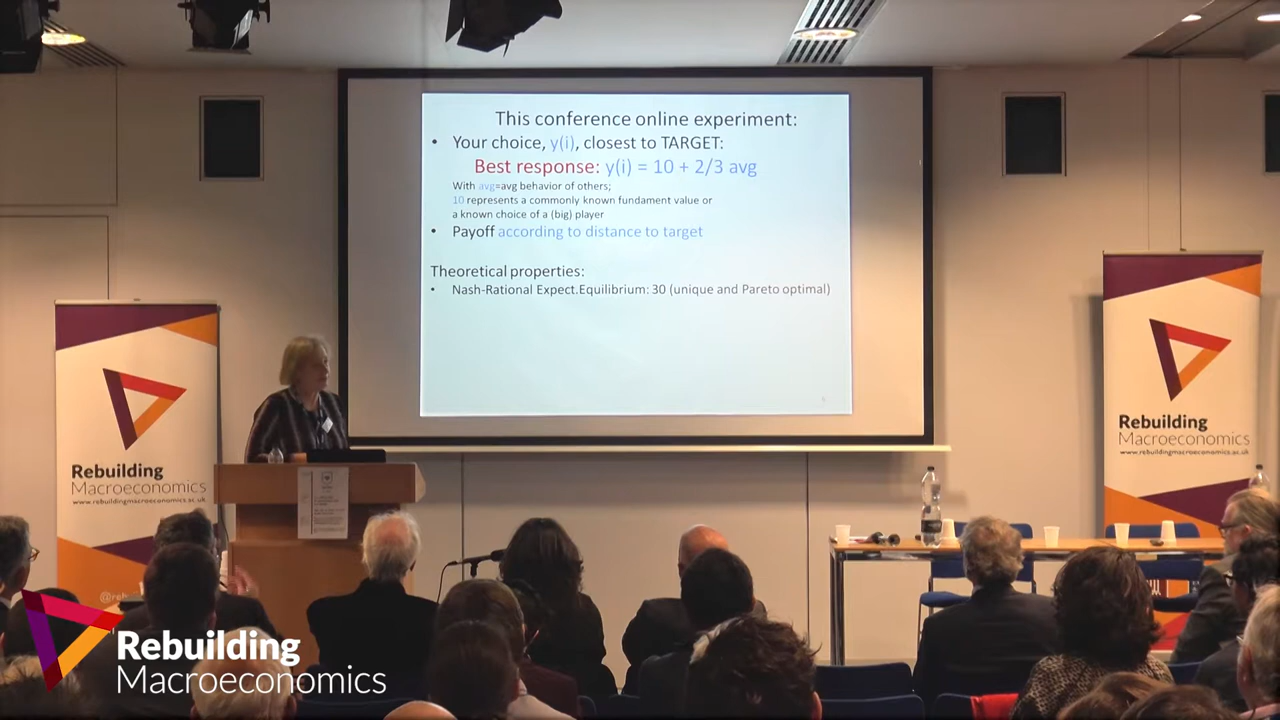 This conference online experiment:
• Your choice, y(i), closest to TARGET:
Best response: y(i) = 10 + 2/3 avg
With avg=avg behavior of others;
10 represents a commonly known fundament value or
a known choice of a (big) player
• Payoff according to distance to target
Theoretical properties:
• Nash-Rational Expect.Equilibrium: 30 (unique and Pareto optimal)
Rebuilding
Macroeconomics
www.rebuildingmacroeconomics.ac.uk
Rebuilding
Macroeconomics
www.rebuildingmacroeconomics.ac.uk
Rebuilding
Macroeconomics